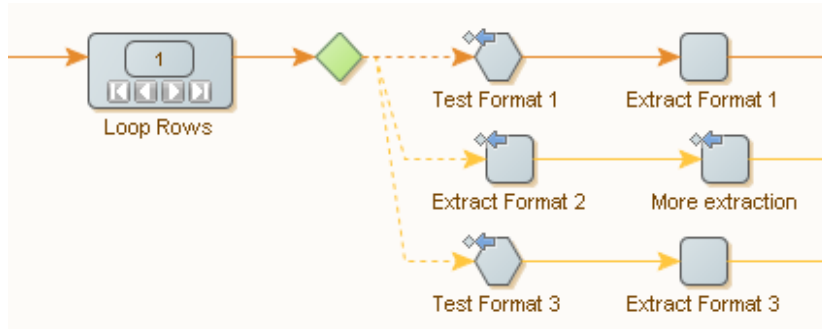 1
Loop Rows
Test Format 1
Extract Format 1
Extract Format 2
More extraction
Test Format 3
Extract Format 3